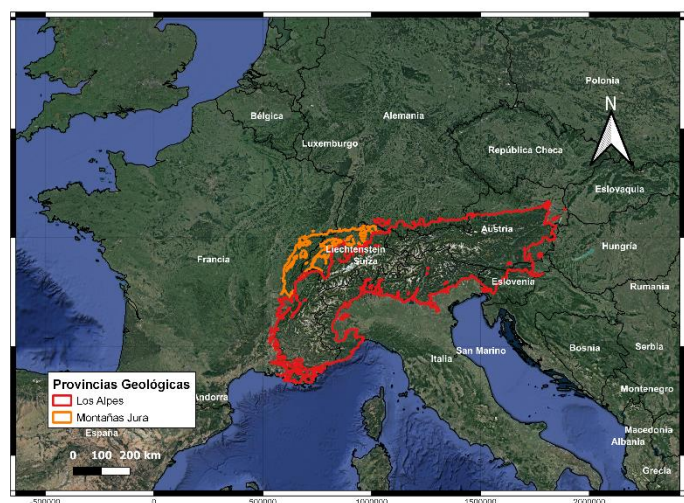 Polonia
Bélgica
Alemania
N
Luxemburgo
República Checa
Eslovaquia
Austria
Liechtenstein
Suiza
Francia
Hungría
Eslovenia
Rumania
San Marino
Bosnia
Serbia
Italia
Provincias Geológicas
Los Alpes
Montañas Jura
Montenegro
Andorra
Macedonia
Albania
España
Grecia
0 100 200 km
-500000 0 500000 1000000 1500000 2000000